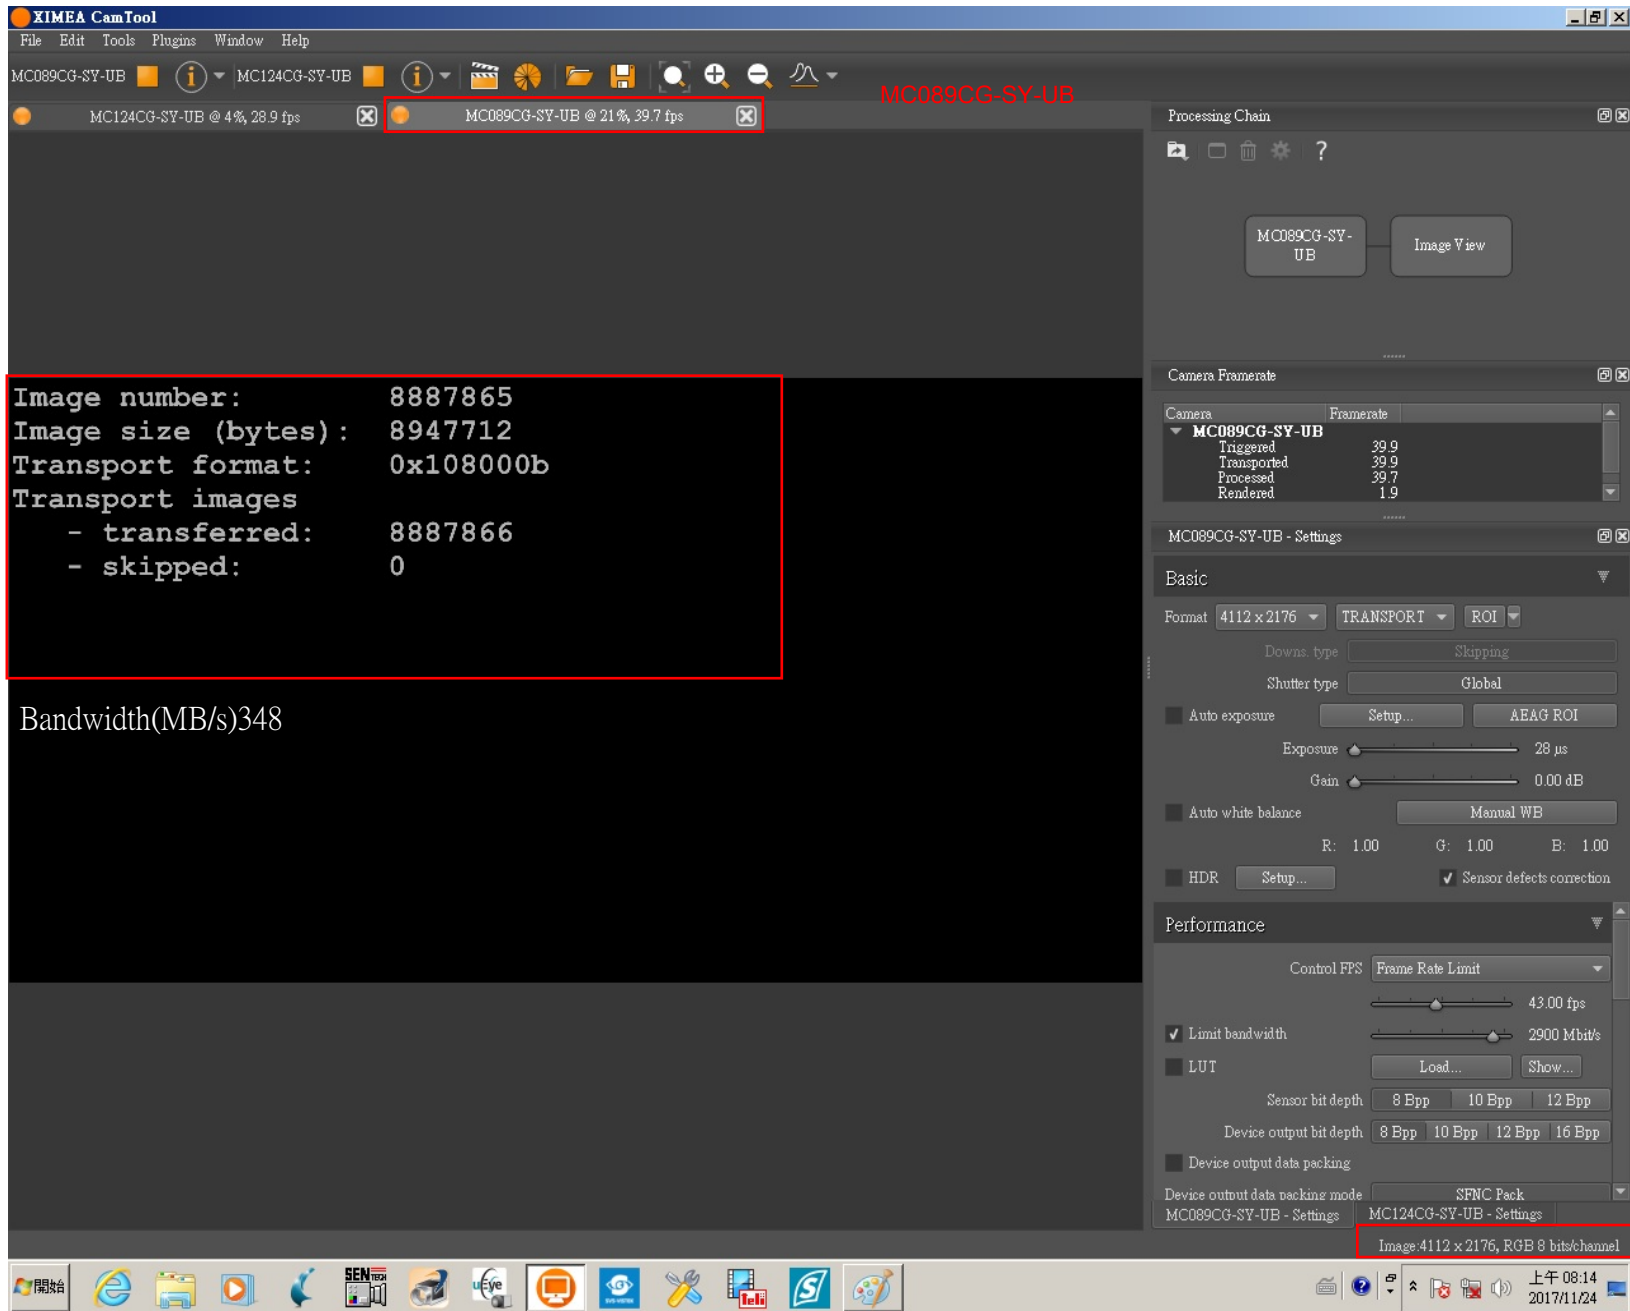 XIMEA CamTool
File Edit Tools Plugins Window Help
MC089CG-SY-UB MC124CG-SY-UB
MC089CG-SY-UB
MC124CG-SY-UB @ 4%, 28.9 fps
MC089CG-SY-UB @ 21%, 39.7 fps
Processing Chain
?
MC089CG-SY-
UB
Image View
Image number: 8887865
Image size (bytes): 8947712
Transport format: 0x108000b
Transport images
- transferred: 8887866
- skipped: 0
Bandwidth(MB/s)348
Camera Framerate
Camera Framerate
MC089CG-SY-UB
Triggered 39.9
Transported 39.9
Processed 39.7
Rendered 1.9
MC089CG-SY-UB - Settings
Basic
Format 4112 x 2176 TRANSPORT ROI
Downs. type Skipping
Shutter type Global
Auto exposure Setup... AEAG ROI
Exposure 28 µs
Gain 0.00 dB
Auto white balance Manual WB
R: 1.00 G: 1.00 B: 1.00
HDR Setup... Sensor defects correction
Performance
Control FPS Frame Rate Limit
43.00 fps
Limit bandwidth 2900 Mbit/s
LUT Load... Show...
Sensor bit depth 8 Bpp 10 Bpp 12 Bpp
Device output bit depth 8 Bpp 10 Bpp 12 Bpp 16 Bpp
Device output data packing
Device output data packing mode SFNC Pack
MC089CG-SY-UB - Settings MC124CG-SY-UB - Settings
Image:4112 x 2176, RGB 8 bits/channel
開始
SENTECH
uEye
SVS-VISTEK
Teli
上午 08:14
2017/11/24